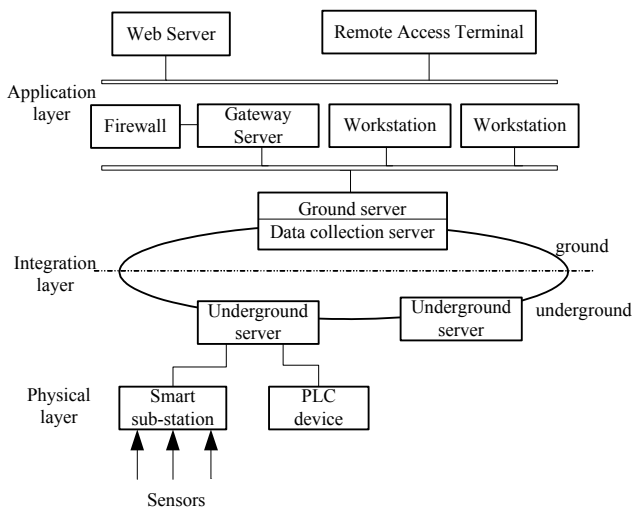 Web Server
Remote Access Terminal
Application
layer
Firewall
Gateway
Server
Workstation
Workstation
Ground server
Data collection server
ground
Integration
layer
underground
Underground
server
Underground
server
Physical
layer
Smart
sub-station
PLC
device
Sensors